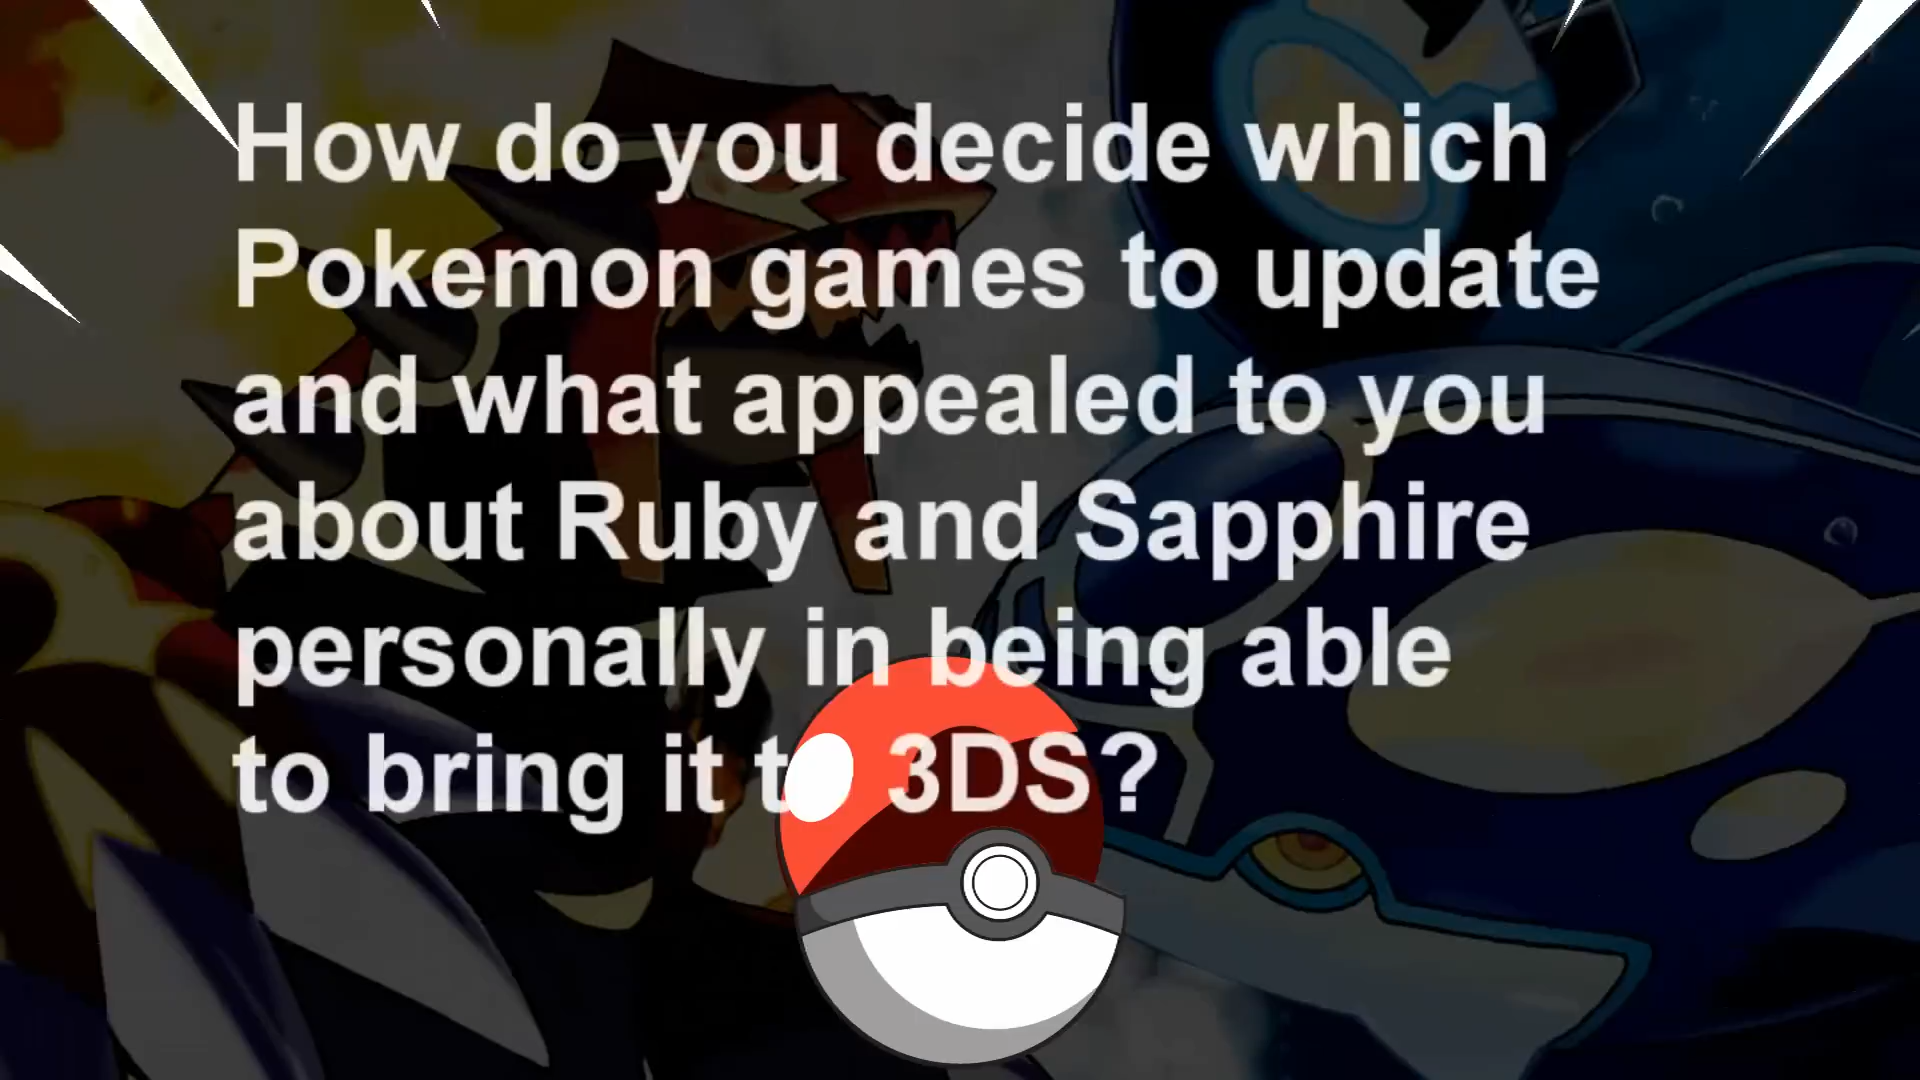 How do you decide which
Pokemon games to update
and what appealed to you
about Ruby and Sapphire
personally in being able
to bring it to 3DS?